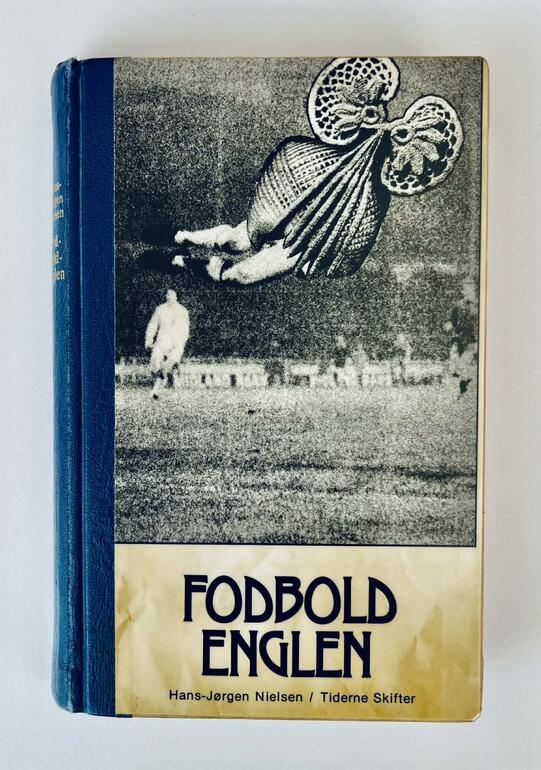 FODBOLD
ENGLEN
Hans-Jørgen Nielsen / Tiderne Skifter